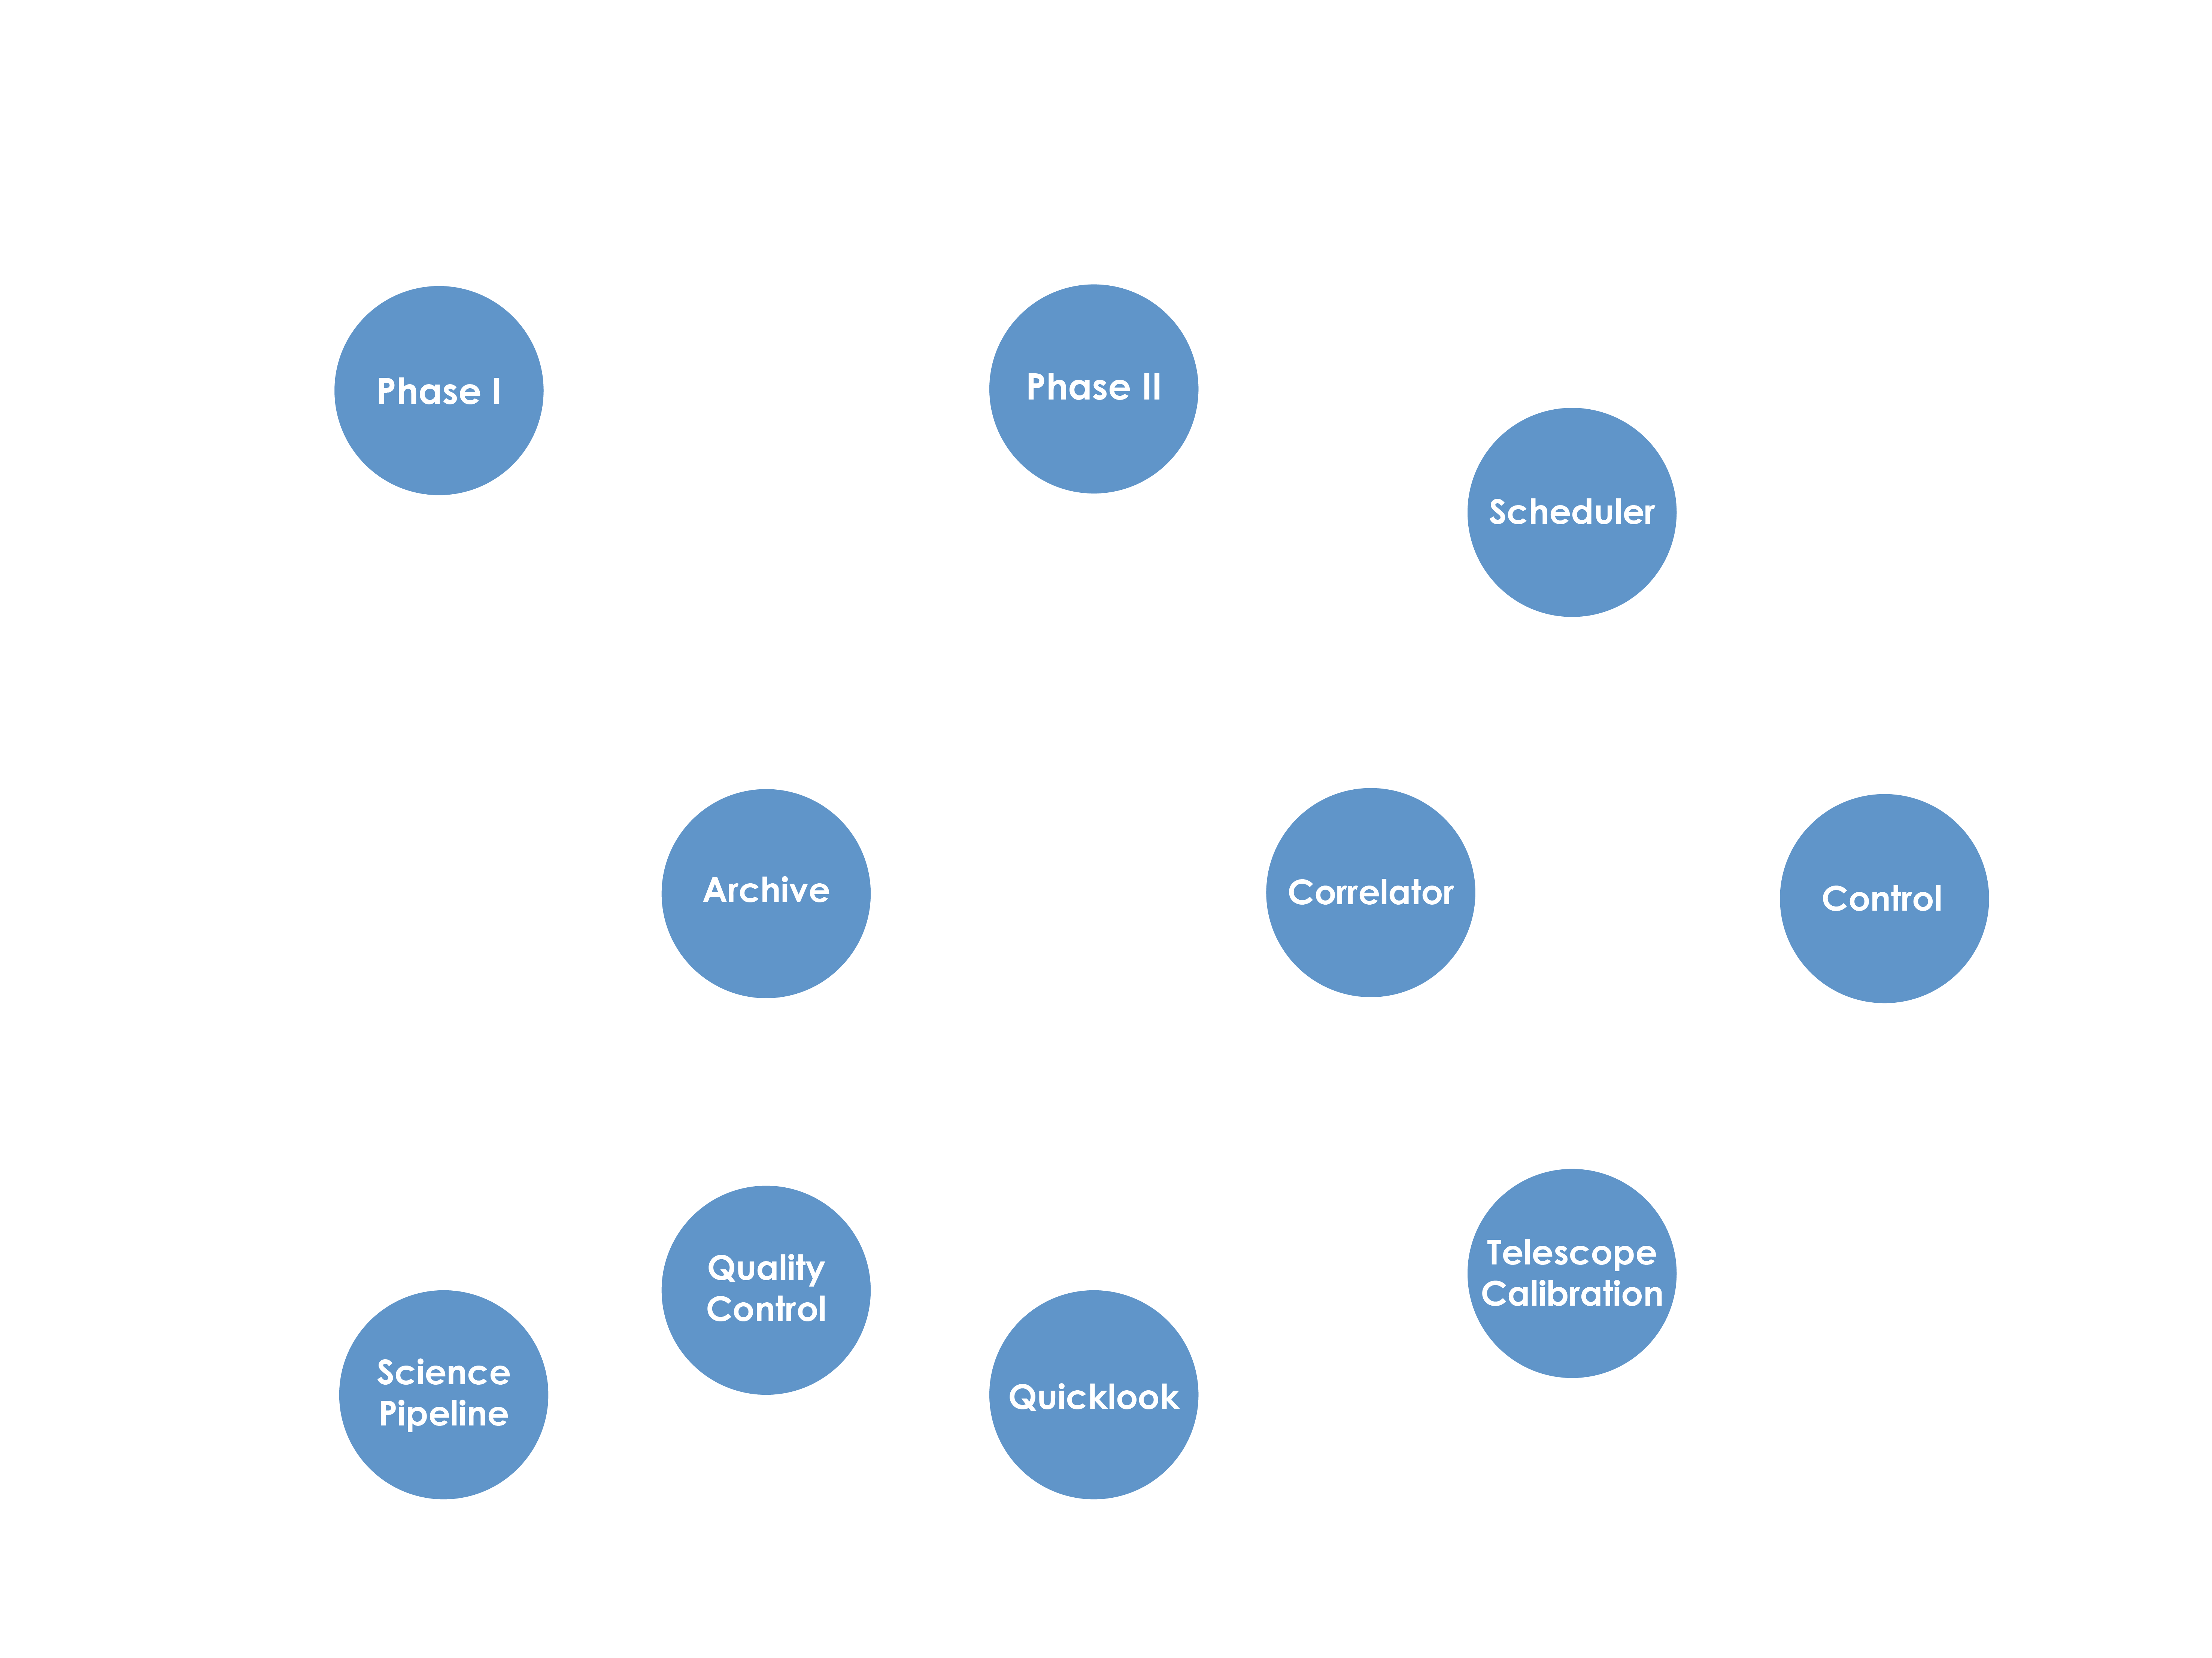 Phase I
Phase II
Scheduler
Archive
Correlator
Control
Quality
Control
Telescope
Calibration
Science
Pipeline
Quicklook